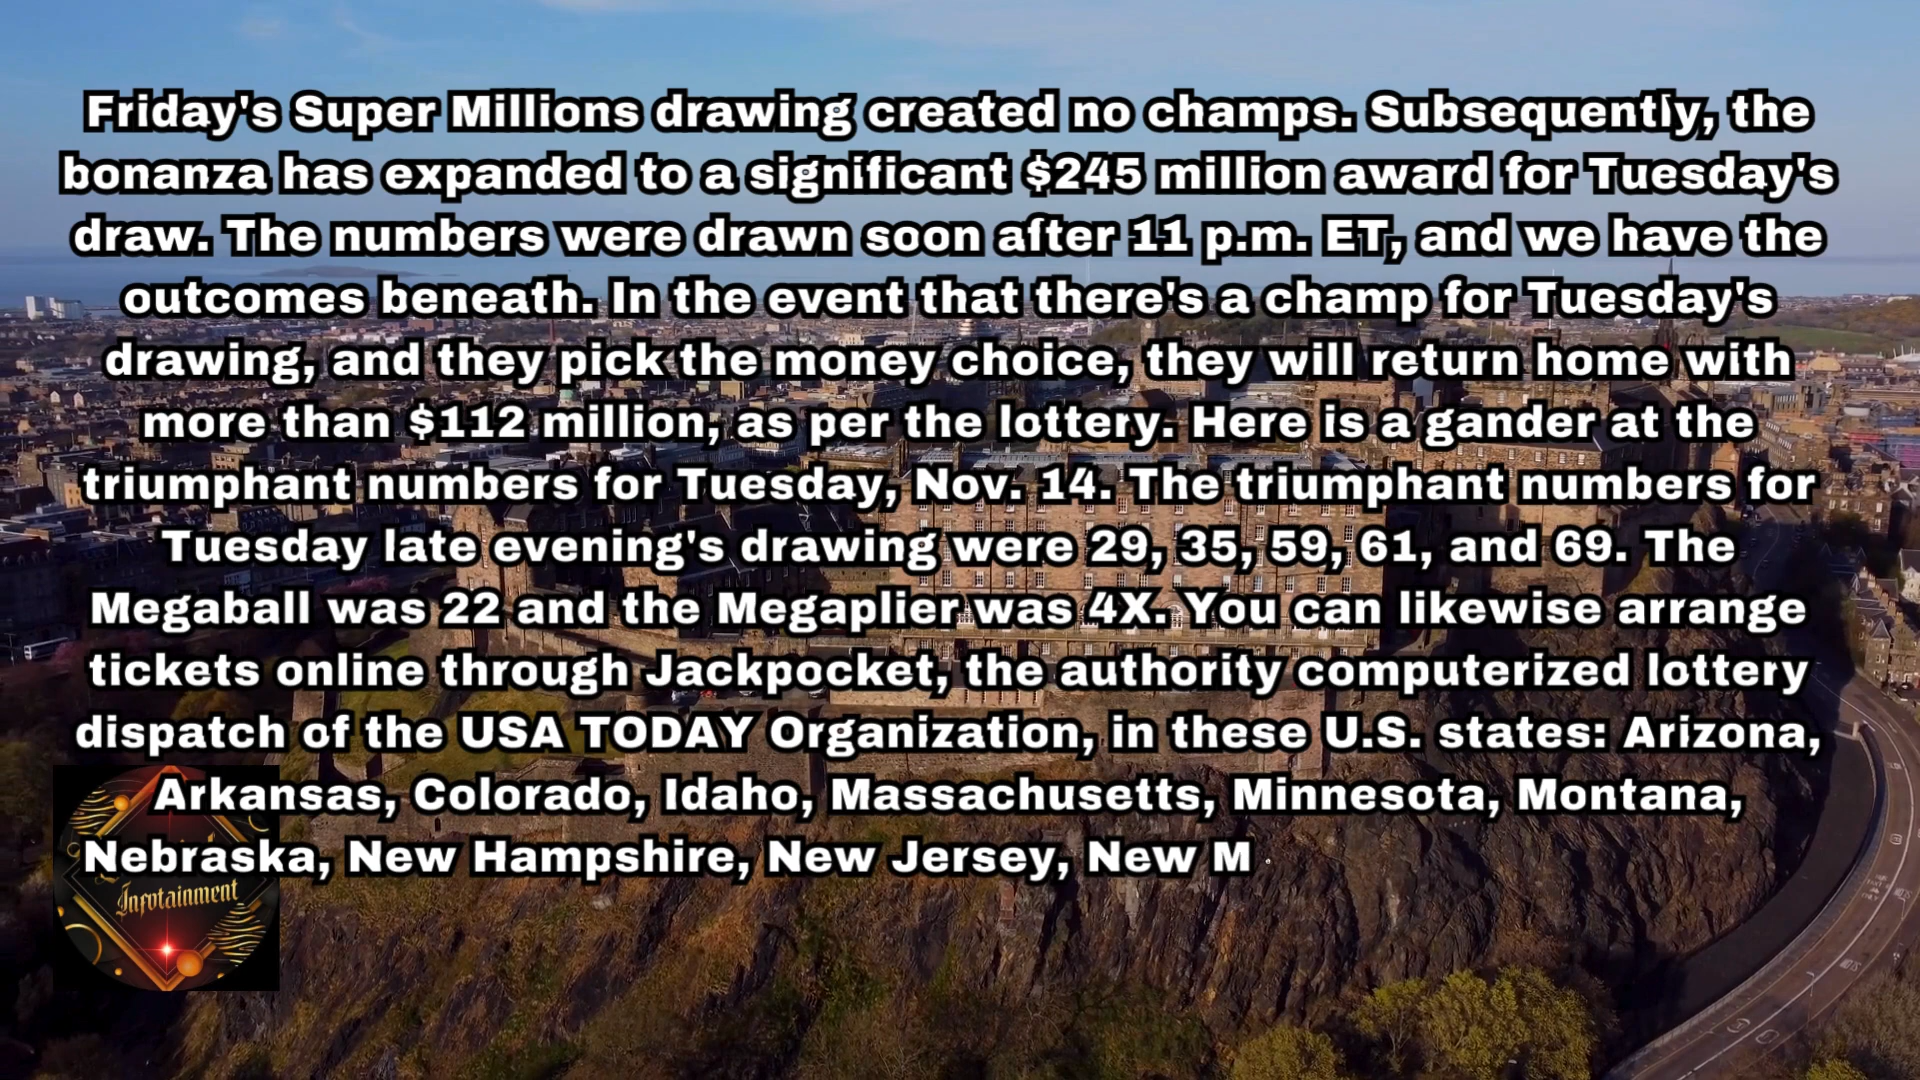 Friday's Super Millions drawing created no champs. Subsequently, the
bonanza has expanded to a significant $245 million award for Tuesday's
draw. The numbers were drawn soon after 11 p.m. ET, and we have the
outcomes beneath. In the event that there's a champ for Tuesday's
drawing, and they pick the money choice, they will return home with
more than $112 million, as per the lottery. Here is a gander at the
triumphant numbers for Tuesday, Nov. 14. The triumphant numbers for
Tuesday late evening's drawing were 29, 35, 59, 61, and 69. The
Megaball was 22 and the Megaplier was 4X. You can likewise arrange
tickets online through Jackpocket, the authority computerized lottery
dispatch of the USA TODAY Organization, in these U.S. states: Arizona,
Arkansas, Colorado, Idaho, Massachusetts, Minnesota, Montana,
Nebraska, New Hampshire, New Jersey, New M
Infotainment